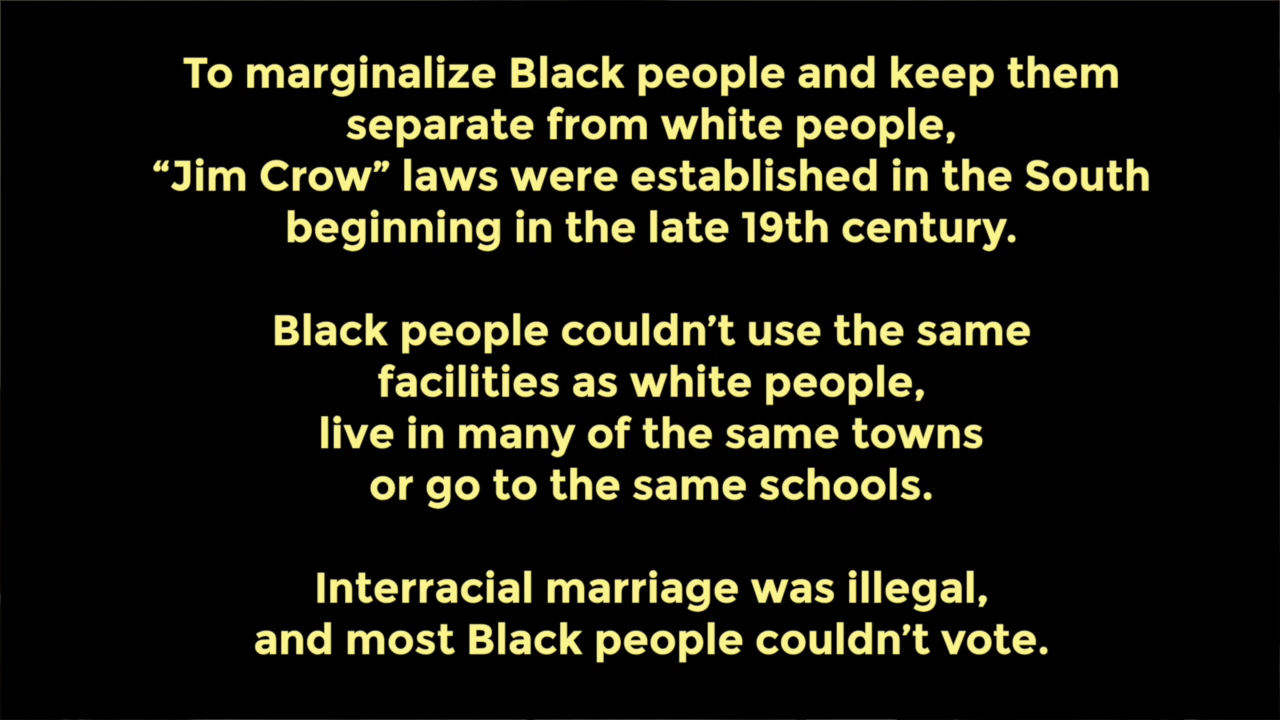 To marginalize Black people and keep them
separate from white people,
“Jim Crow” laws were established in the South
beginning in the late 19th century.
Black people couldn’t use the same
facilities as white people,
live in many of the same towns
or go to the same schools.
Interracial marriage was illegal,
and most Black people couldn’t vote.